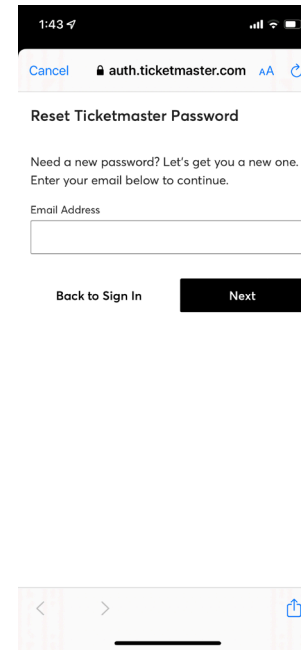 1:43
Cancel auth.ticketmaster.com AA
Reset Ticketmaster Password
Need a new password? Let's get you a new one.
Enter your email below to continue.
Email Address
Back to Sign In Next